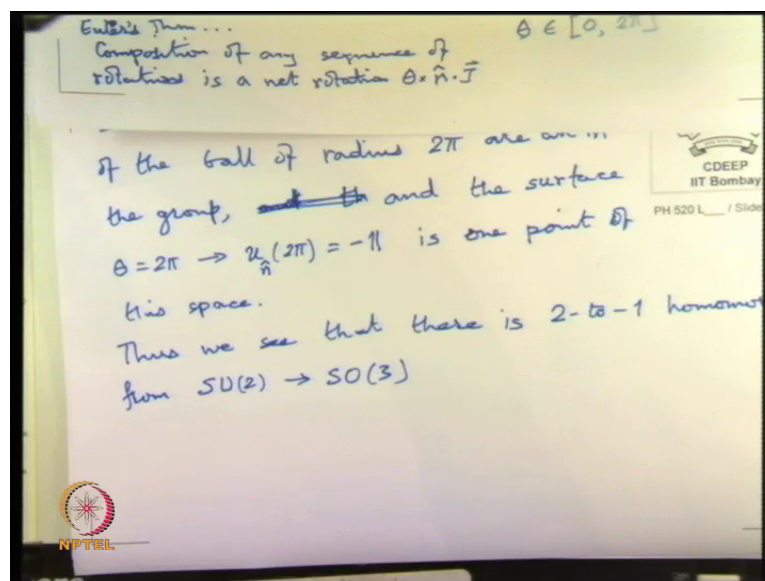 Euler's Thm...
θ ∈ [0, 2π]
Composition of any sequence of
rotations is a net rotation θ × n̂ · J⃗
of the ball of radius 2π are all in
the group, and the surface
θ = 2π → U_n̂(2π) = -1 is one point of
this space.
Thus we see that there is 2-to-1 homomor
from SU(2) → SO(3)
CDEEP
IIT Bombay
PH 520 L___ / Slide
NPTEL